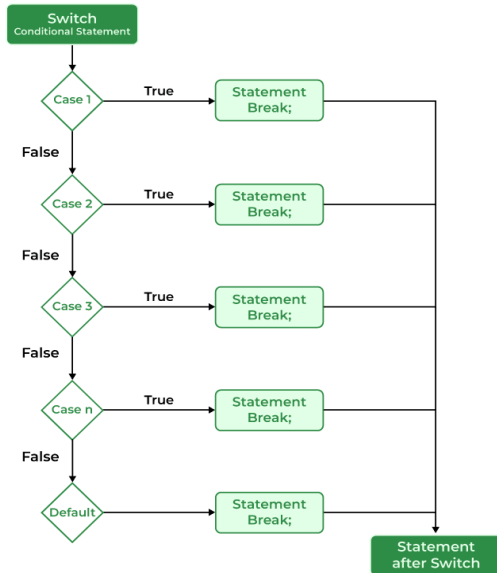 Switch
Conditional Statement
Case 1
True
Statement
Break;
False
Case 2
True
Statement
Break;
False
Case 3
True
Statement
Break;
False
Case n
True
Statement
Break;
False
Default
Statement
Break;
Statement
after Switch